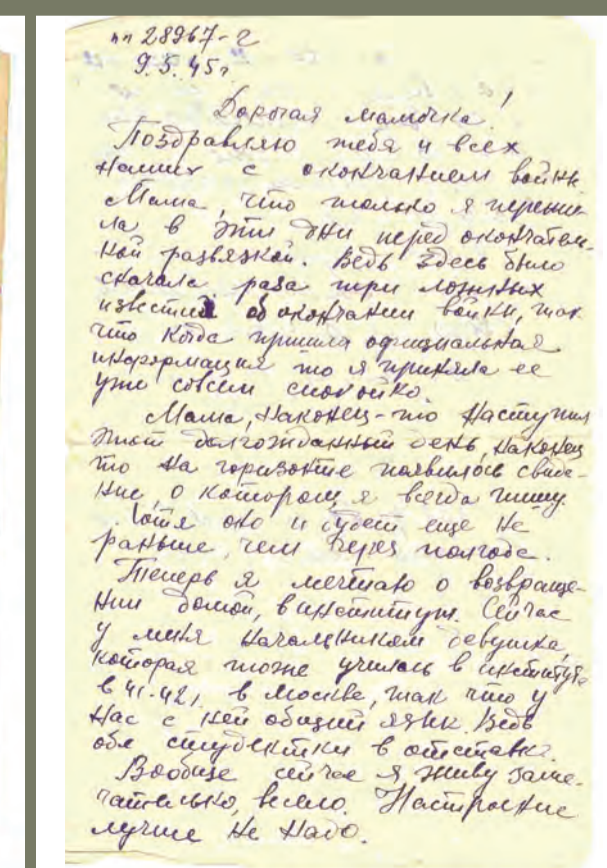 пп 28967-г
9.5.45г
Дорогая мамочка!
Поздравляю тебя и всех
наших с окончанием войны.
Мама, что только я пережи-
ла в эти дни перед окончатель-
ной развязкой. Ведь здесь было
сначала раза три ложных
известия об окончании войны, так
что когда пришла официальная
информация то я приняла ее
уже совсем спокойно.
Мама, наконец-то наступил
этот долгожданный день, наконец
то на горизонте появилось свида-
ние, о котором я всегда пишу.
Хотя оно и будет еще не
раньше, чем через полгода.
Теперь я мечтаю о возвраще-
нии домой, в институт. Сейчас
у меня начальником девушка,
которая тоже училась в институте
в 41-42г. в Москве, так что у
нас с ней общий язык. Ведь
обе студентки в отставке.
Вообще сейчас я живу заме-
чательно, весело. Настроение
лучше не надо.